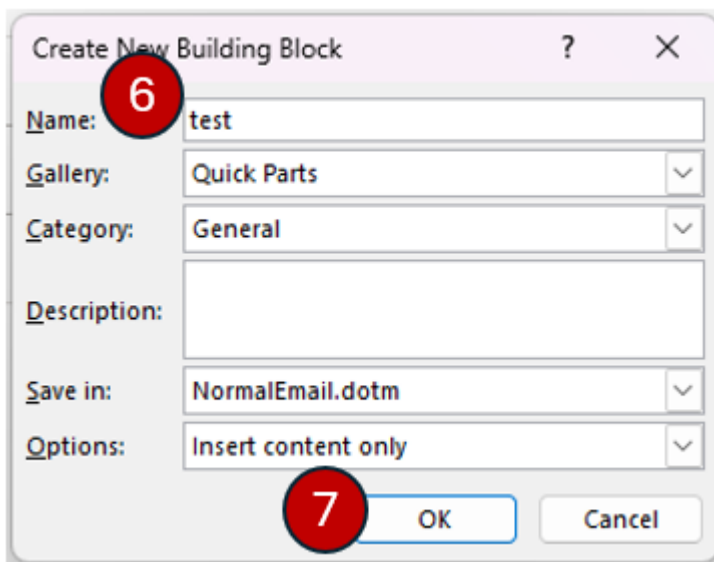 Create New Building Block ?
6
Name: test
Gallery: Quick Parts
Category: General
Description:
Save in: NormalEmail.dotm
Options: Insert content only
7 OK Cancel